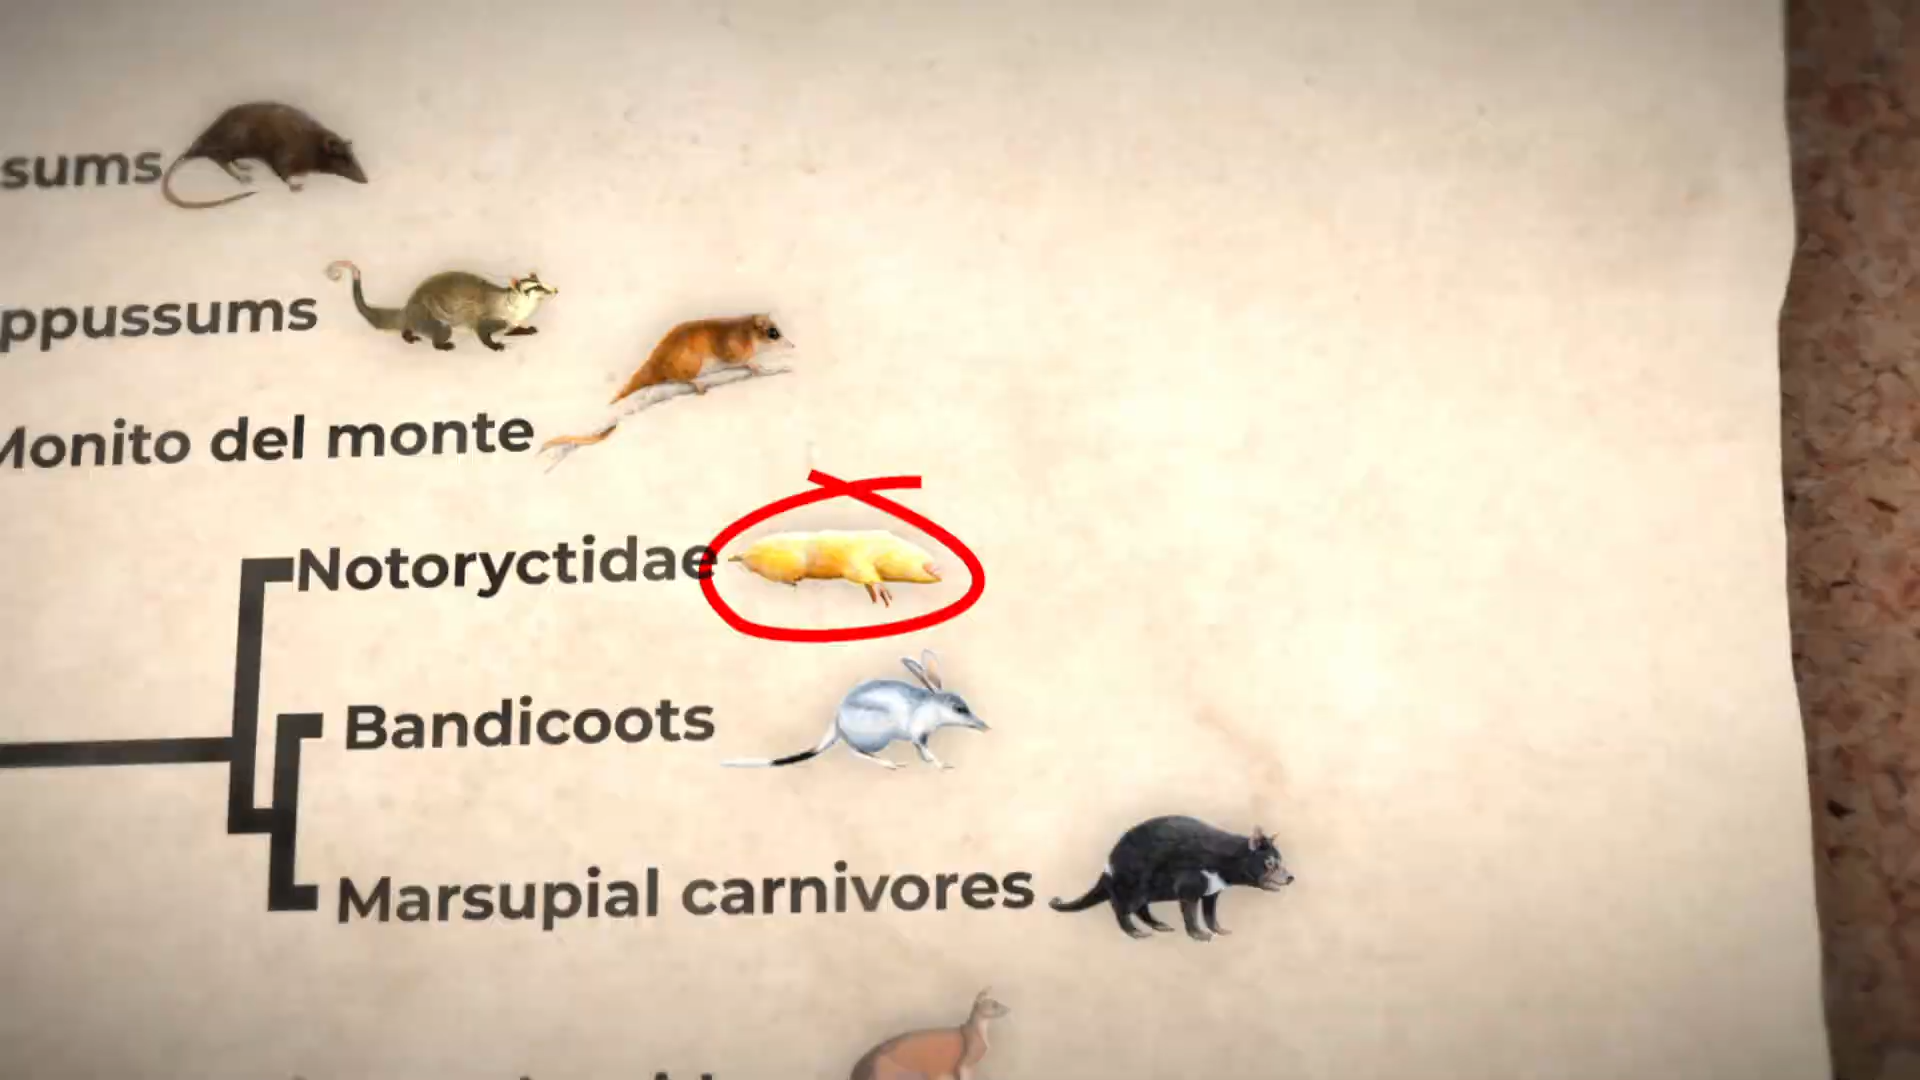 sums
ppussums
Monito del monte
Notoryctidae
Bandicoots
Marsupial carnivores